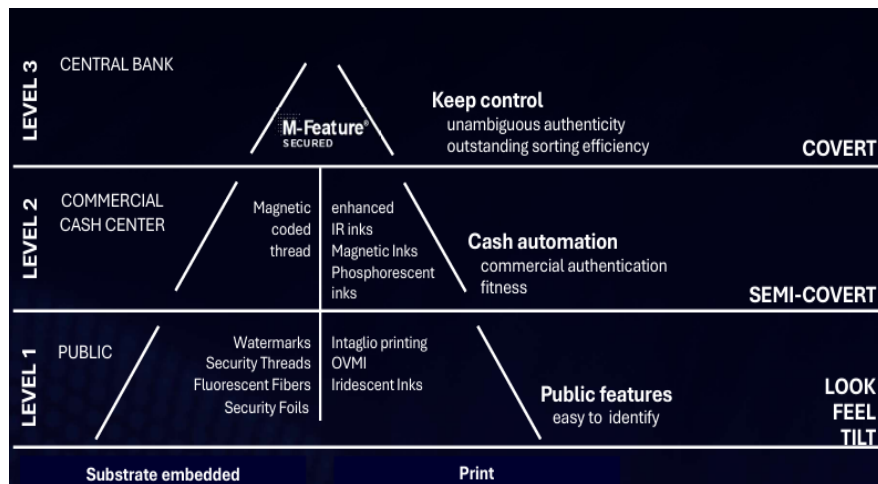 LEVEL 3
CENTRAL BANK
M-Feature®
SECURED
Keep control
unambiguous authenticity
outstanding sorting efficiency
COVERT
LEVEL 2
COMMERCIAL
CASH CENTER
Magnetic
coded
thread
enhanced
IR inks
Magnetic Inks
Phosphorescent
inks
Cash automation
commercial authentication
fitness
SEMI-COVERT
LEVEL 1
PUBLIC
Watermarks
Security Threads
Fluorescent Fibers
Security Foils
Intaglio printing
OVMI
Iridescent Inks
Public features
easy to identify
LOOK
FEEL
TILT
Substrate embedded
Print